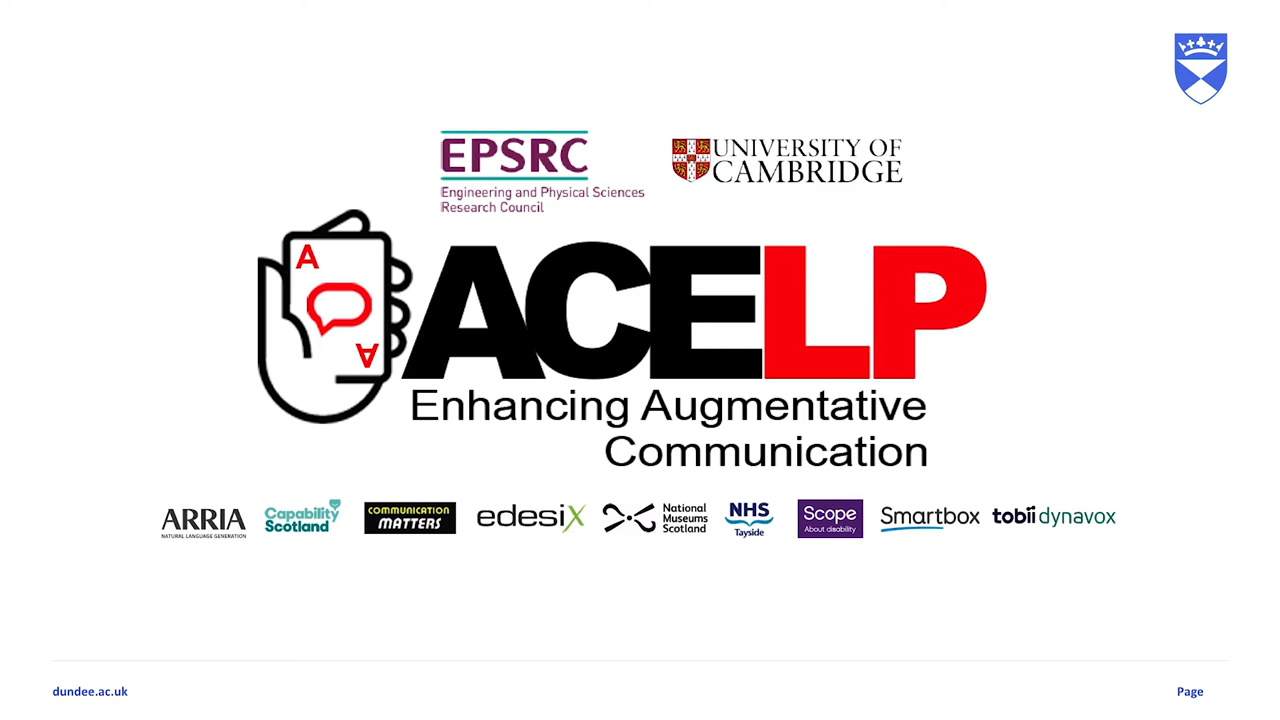 EPSRC
Engineering and Physical Sciences
Research Council
UNIVERSITY OF
CAMBRIDGE
A
A
ACELP
Enhancing Augmentative
Communication
ARRIA
NATURAL LANGUAGE GENERATION
Capability
Scotland
COMMUNICATION
MATTERS
edesix
National
Museums
Scotland
NHS
Tayside
Scope
About disability
Smartbox
tobii dynavox
dundee.ac.uk
Page